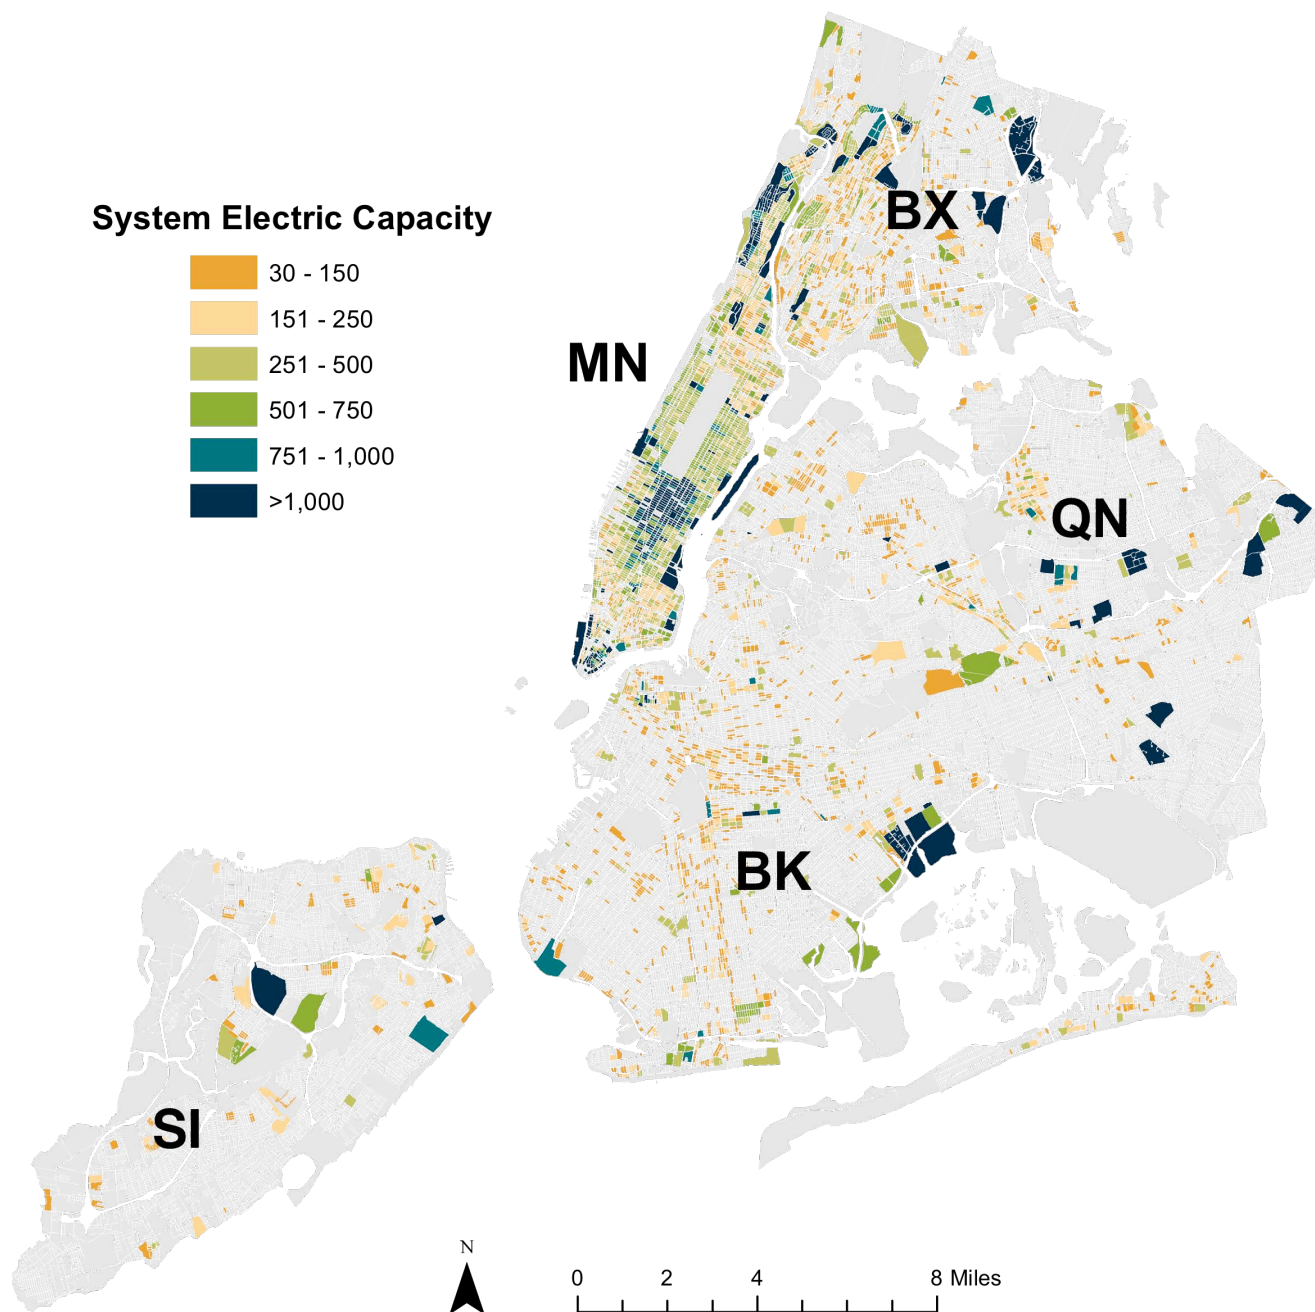 System Electric Capacity
30 - 150
151 - 250
251 - 500
501 - 750
751 - 1,000
>1,000
BX
MN
QN
BK
SI
N
0 2 4 8 Miles